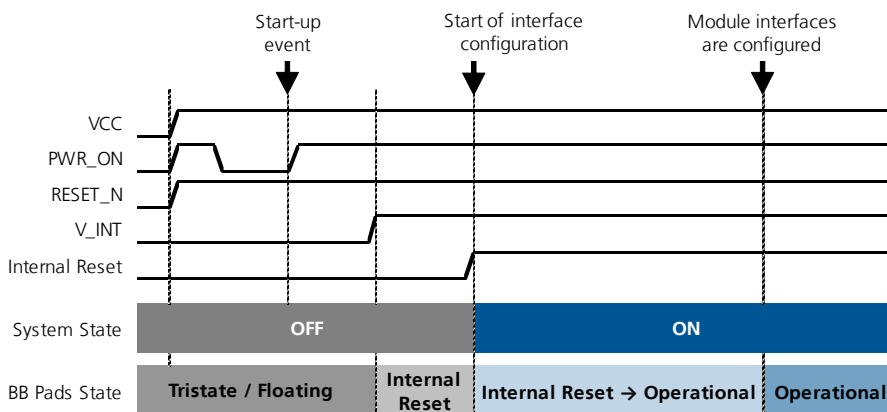 Start-up
event
Start of interface
configuration
Module interfaces
are configured
VCC
PWR_ON
RESET_N
V_INT
Internal Reset
System State
OFF
ON
BB Pads State
Tristate / Floating
Internal
Reset
Internal Reset → Operational
Operational